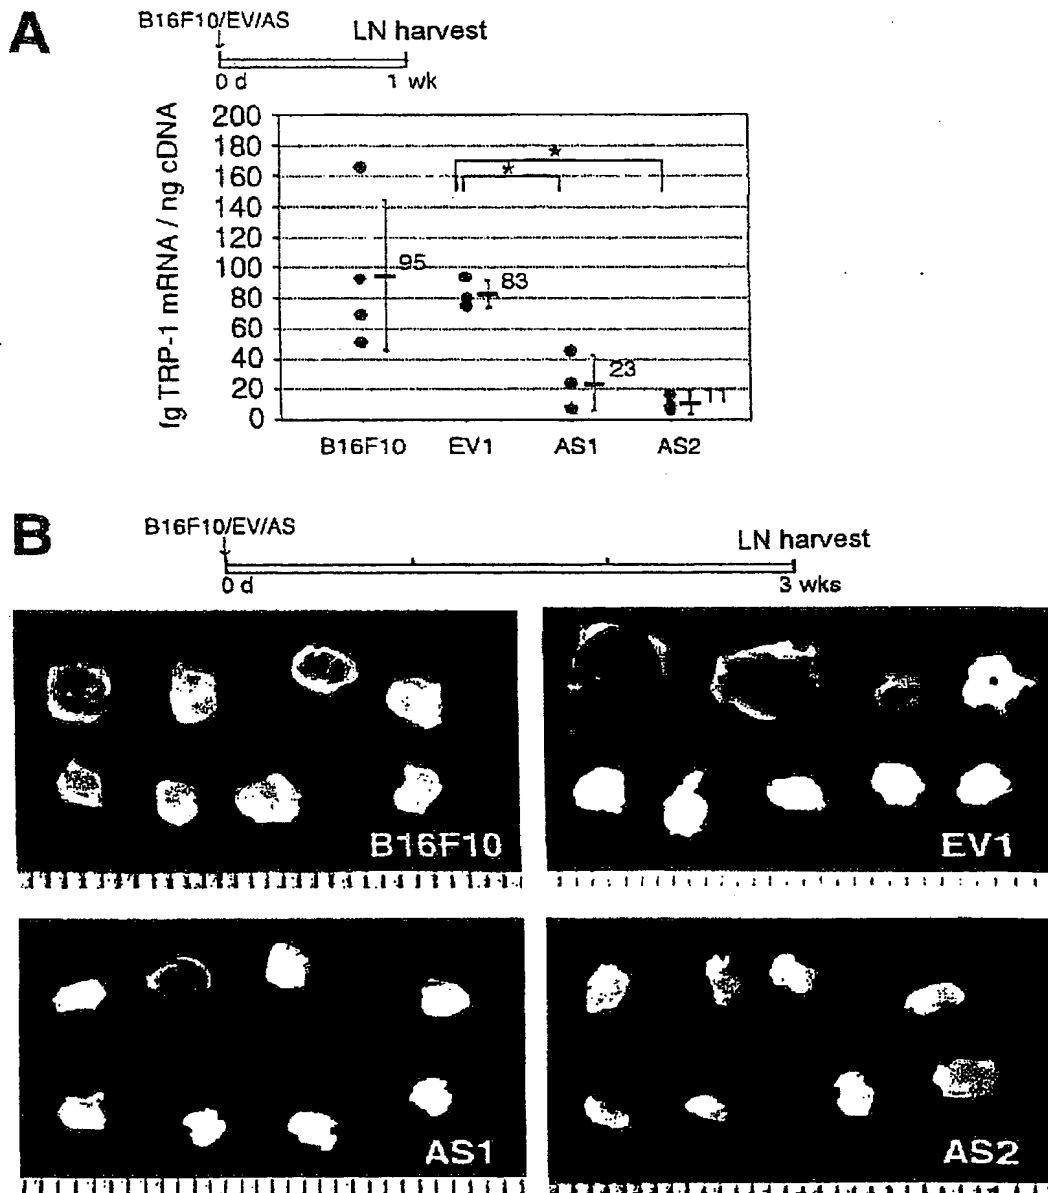 A
B16F10/EV/AS
LN harvest
0 d
1 wk
fg TRP-1 mRNA / ng cDNA
200
180
160
140
120
100
80
60
40
20
0
*
*
95
83
23
11
B16F10 EV1 AS1 AS2
B
B16F10/EV/AS
LN harvest
0 d
3 wks
B16F10
EV1
AS1
AS2